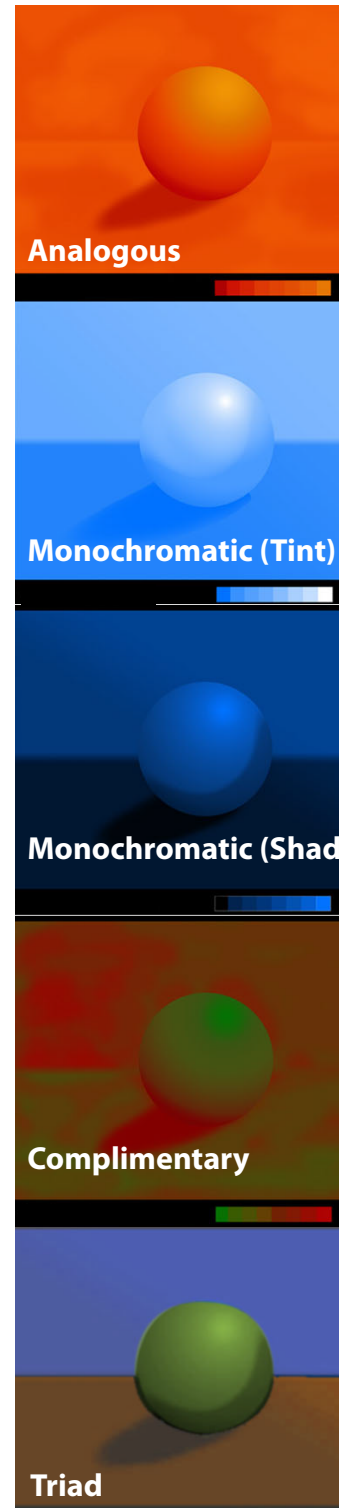 Analogous
Monochromatic (Tint)
Monochromatic (Shad
Complimentary
Triad